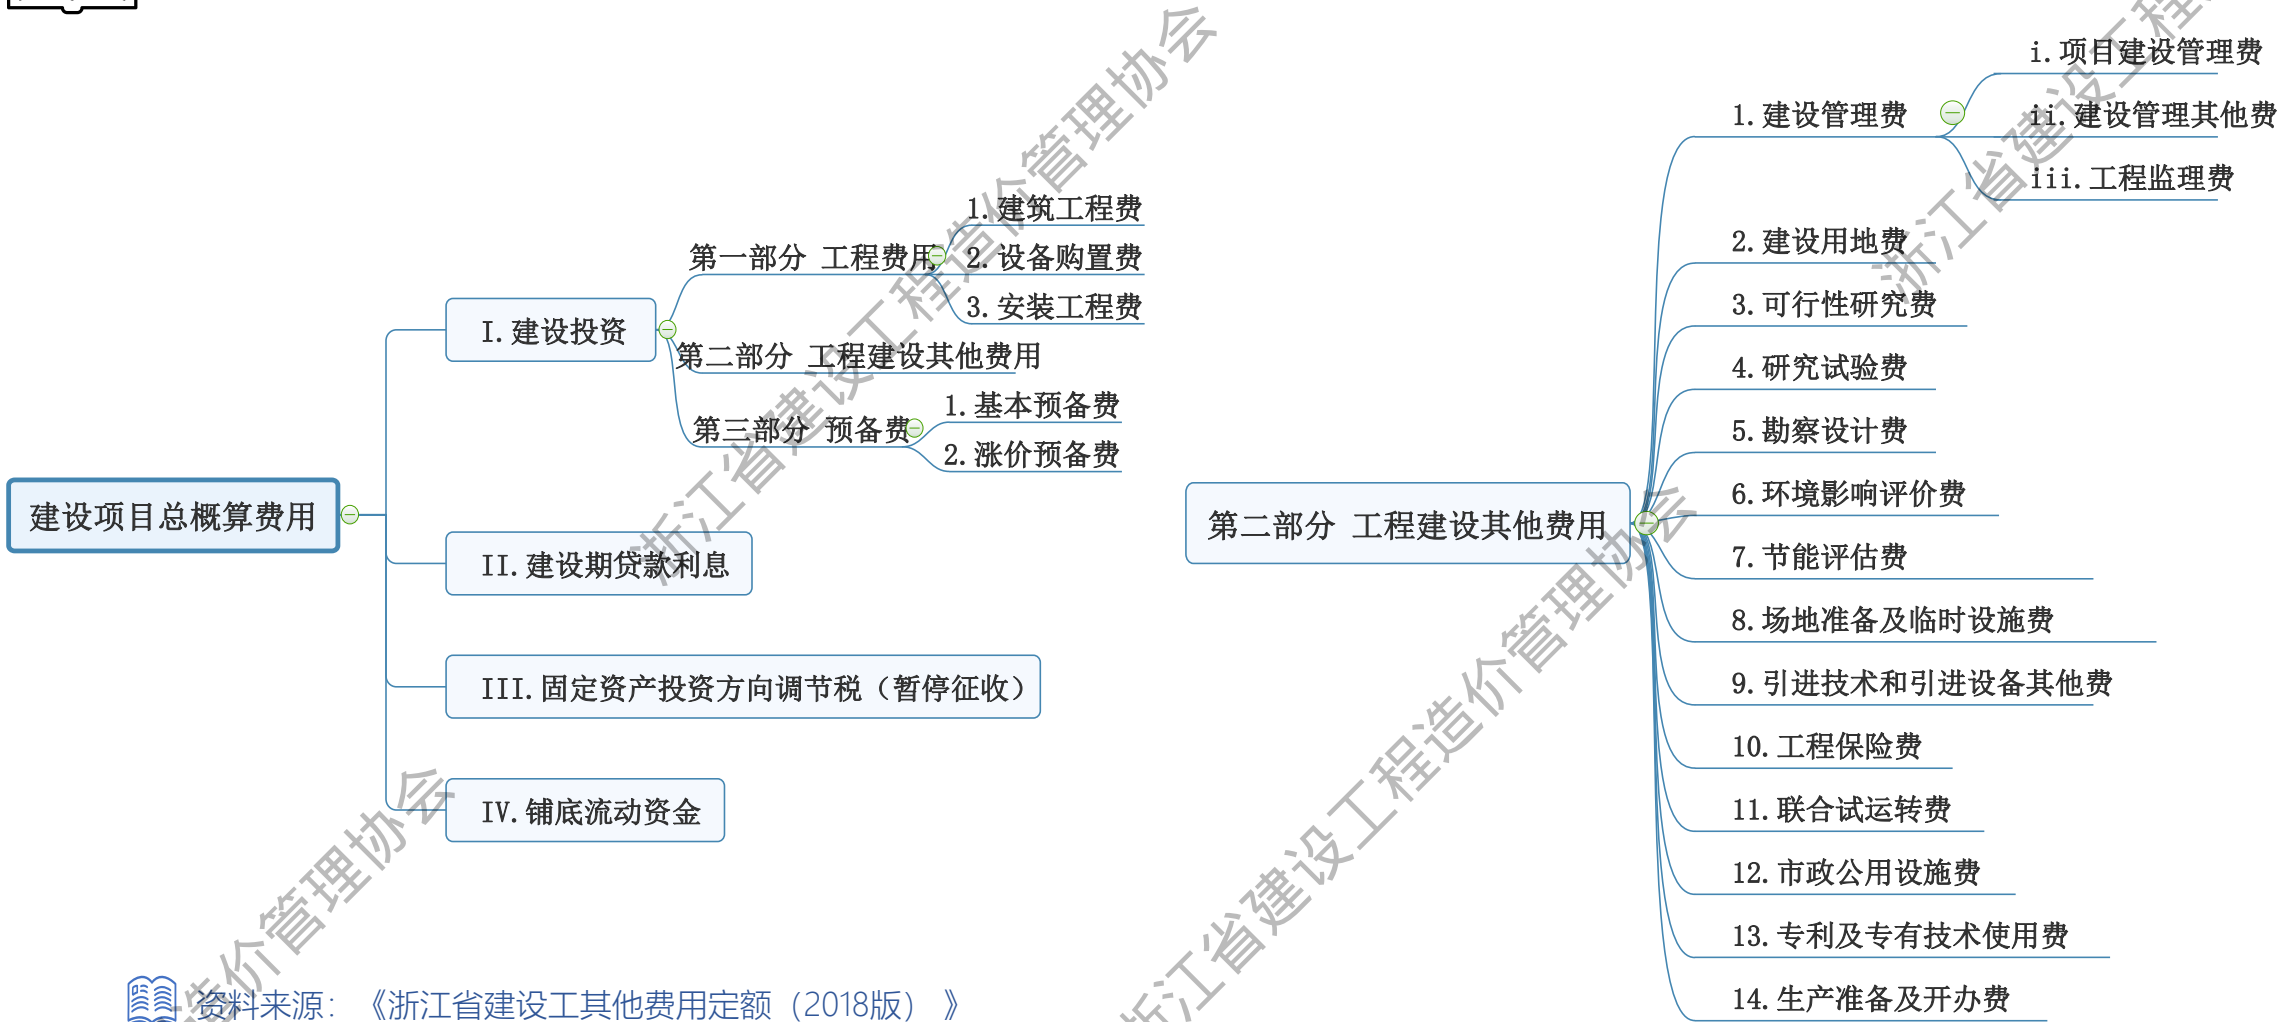 建设项目总概算费用
I.建设投资
第一部分 工程费用
1.建筑工程费
2.设备购置费
3.安装工程费
第二部分 工程建设其他费用
第三部分 预备费
1.基本预备费
2.涨价预备费
II.建设期贷款利息
III.固定资产投资方向调节税（暂停征收）
IV.铺底流动资金
第二部分 工程建设其他费用
1.建设管理费
i.项目建设管理费
ii.建设管理其他费
iii.工程监理费
2.建设用地费
3.可行性研究费
4.研究试验费
5.勘察设计费
6.环境影响评价费
7.节能评估费
8.场地准备及临时设施费
9.引进技术和引进设备其他费
10.工程保险费
11.联合试运转费
12.市政公用设施费
13.专利及专有技术使用费
14.生产准备及开办费
资料来源：《浙江省建设工其他费用定额（2018版）》
浙江省建设工程造价管理协会
浙江省建设工程造价管理协会
浙江省建设工程
造价管理协会